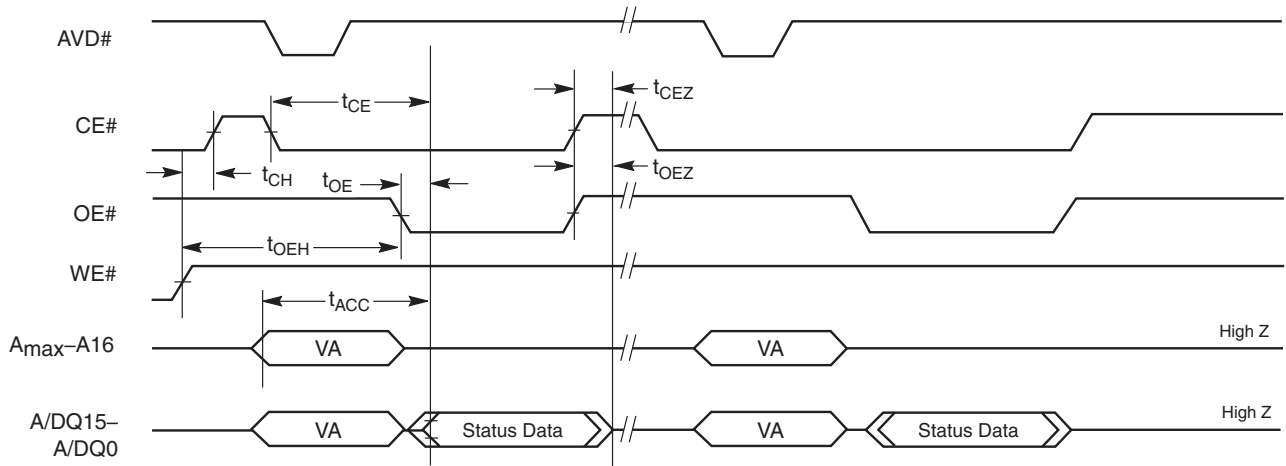 AVD#
tCEZ
tCE
CE#
tCH
tOE
tOEZ
OE#
tOEH
WE#
tACC
Amax–A16
VA
VA
High Z
A/DQ15–
A/DQ0
VA
Status Data
VA
Status Data
High Z